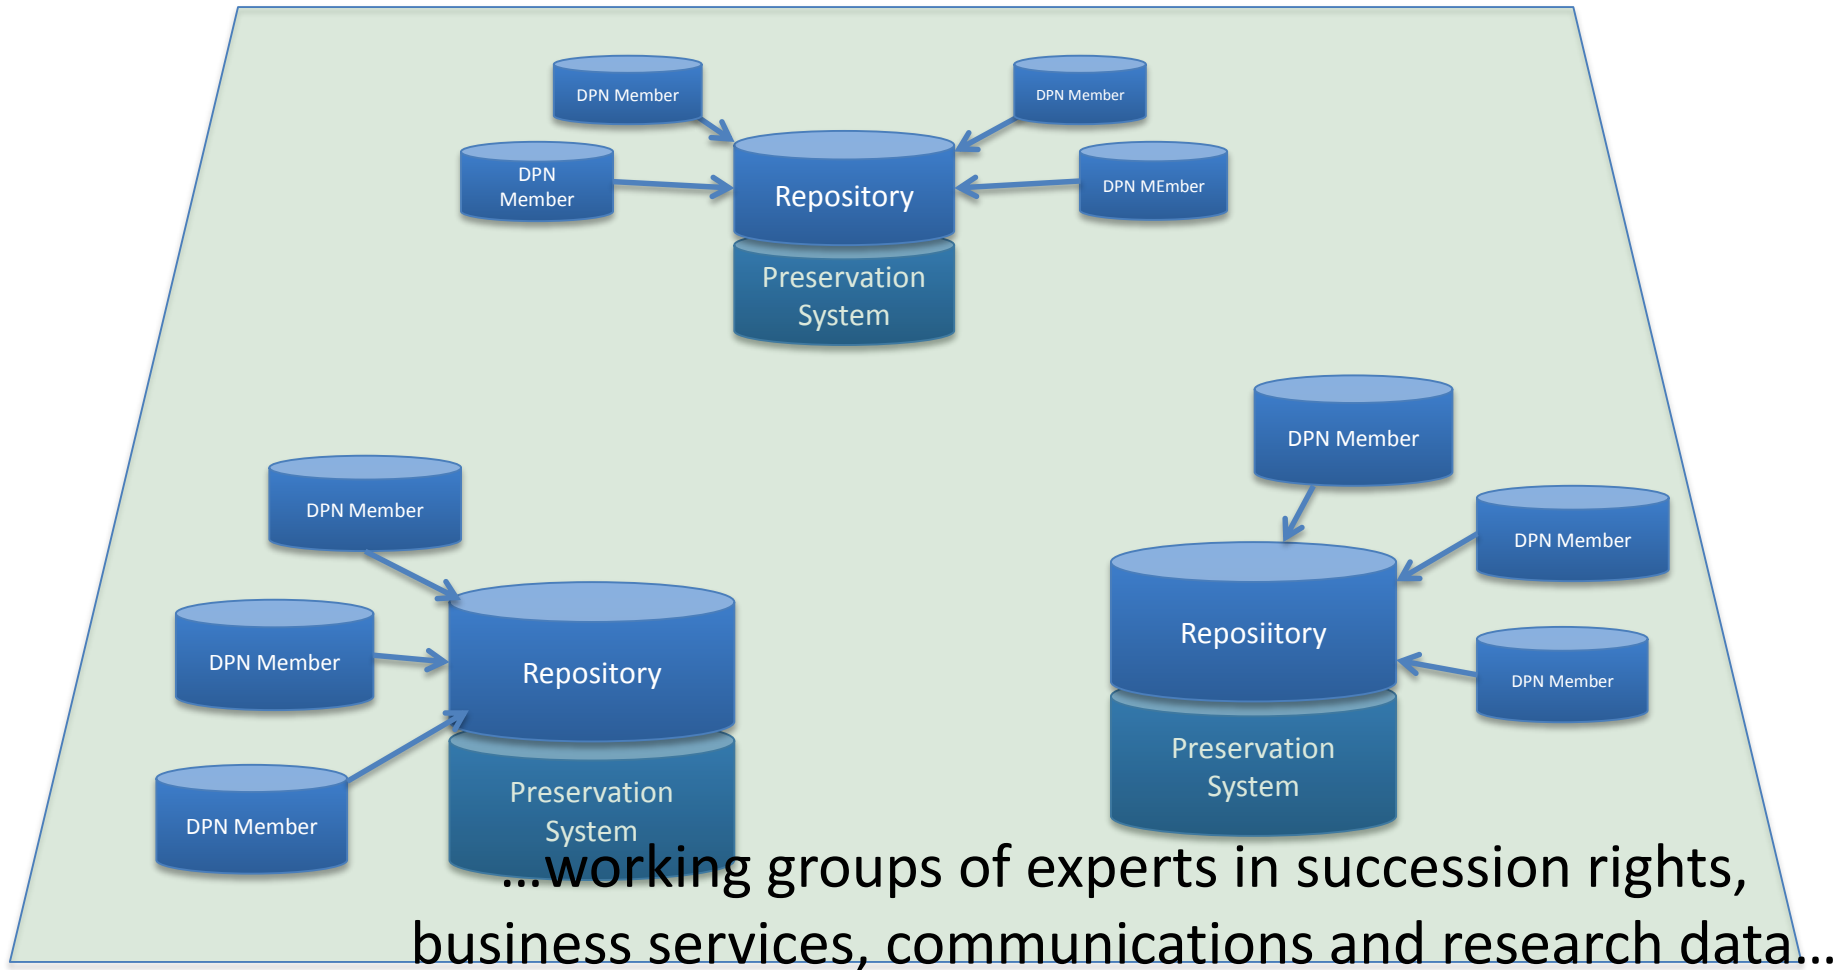 DPN Member
DPN Member
DPN
Member
DPN MEmber
Repository
Preservation
System
DPN Member
DPN Member
DPN Member
Repository
Preservation
System
DPN Member
DPN Member
DPN Member
Reposiitory
Preservation
System
...working groups of experts in succession rights,
business services, communications and research data...